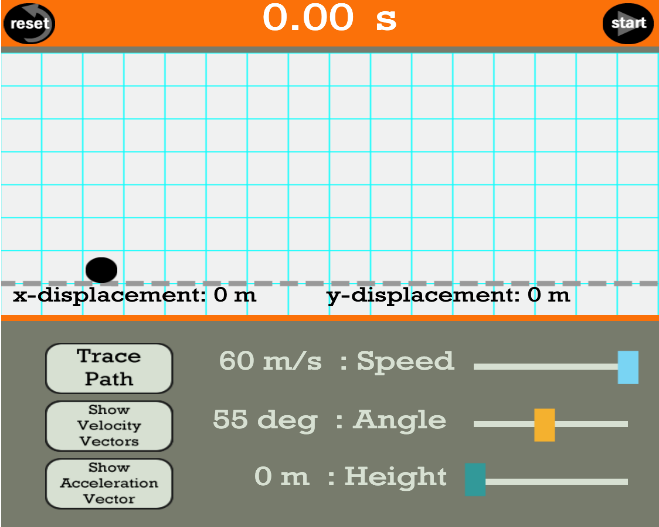 reset
0.00 s
start
x-displacement: 0 m
y-displacement: 0 m
Trace
Path
60 m/s : Speed
Show
Velocity
Vectors
55 deg : Angle
Show
Acceleration
Vector
0 m : Height